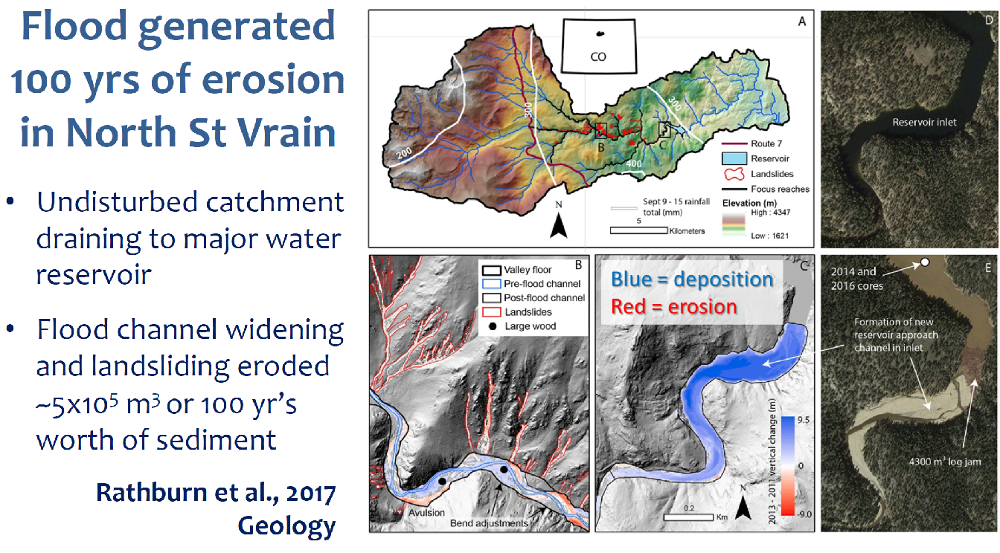 Flood generated
100 yrs of erosion
in North St Vrain
• Undisturbed catchment
draining to major water
reservoir
• Flood channel widening
and landsliding eroded
~5x10⁵ m³ or 100 yr’s
worth of sediment
Rathburn et al., 2017
Geology
A
CO
200
300
300
400
B
C
N
Route 7
Reservoir
Landslides
Focus reaches
Sept 9 - 15 rainfall
total (mm)
5
Kilometers
Elevation (m)
High : 4347
Low : 1621
D
Reservoir inlet
B
Valley floor
Pre-flood channel
Post-flood channel
Landslides
Large wood
Avulsion
Bend adjustments
C
Blue = deposition
Red = erosion
2013 - 2011 vertical change (m)
9.5
0
-9.0
N
0.2
Km
E
2014 and
2016 cores
Formation of new
reservoir approach
channel in inlet
4300 m³ log jam